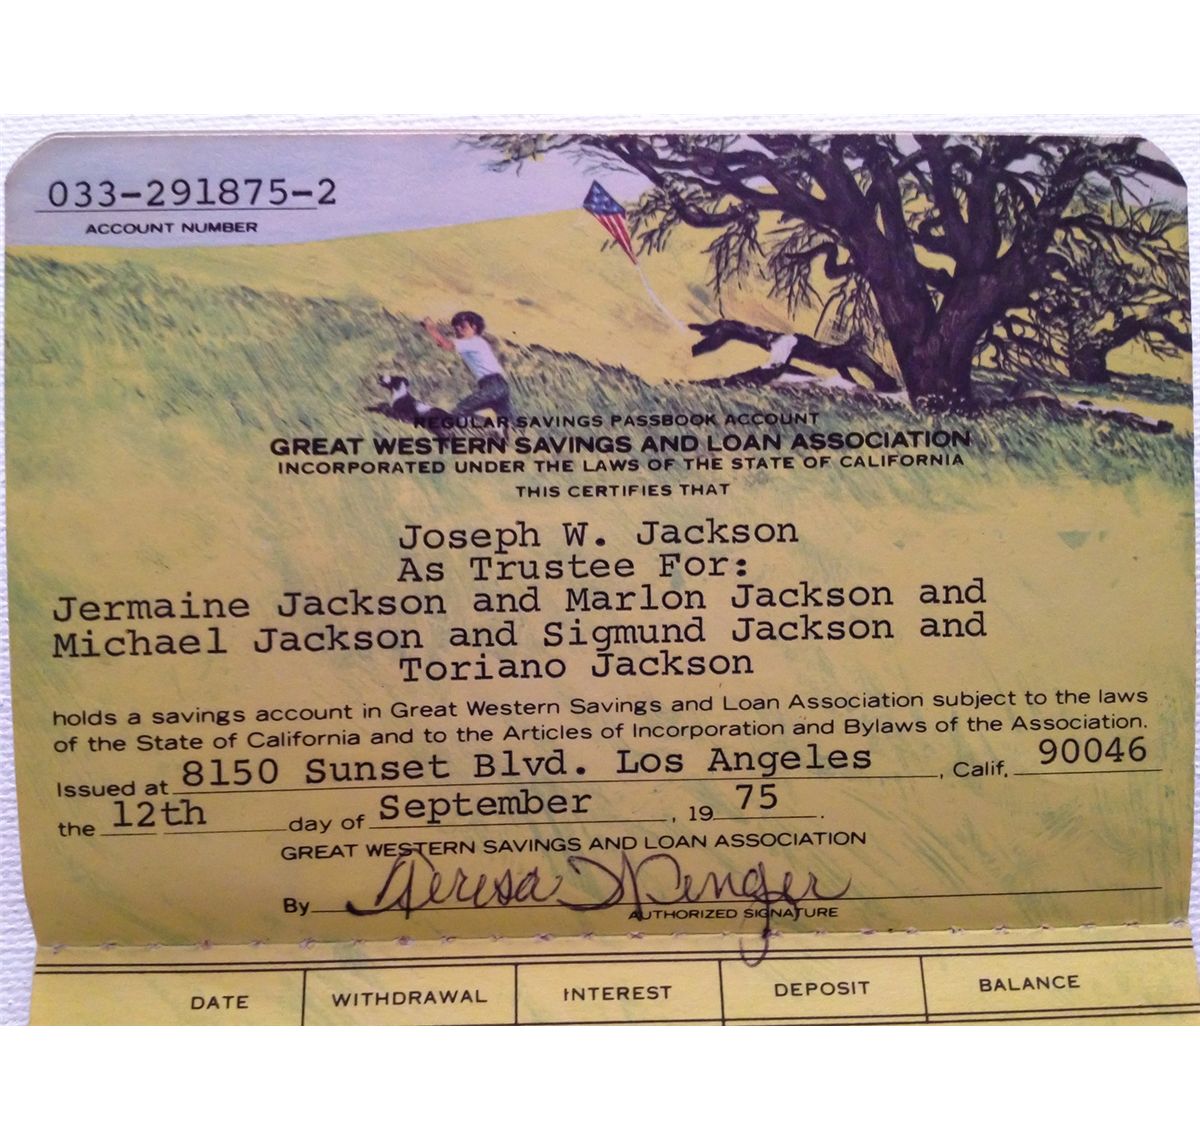 033-291875-2
ACCOUNT NUMBER
REGULAR SAVINGS PASSBOOK ACCOUNT
GREAT WESTERN SAVINGS AND LOAN ASSOCIATION
INCORPORATED UNDER THE LAWS OF THE STATE OF CALIFORNIA
THIS CERTIFIES THAT
Joseph W. Jackson
As Trustee For:
Jermaine Jackson and Marlon Jackson and
Michael Jackson and Sigmund Jackson and
Toriano Jackson
holds a savings account in Great Western Savings and Loan Association subject to the laws
of the State of California and to the Articles of Incorporation and Bylaws of the Association.
Issued at 8150 Sunset Blvd. Los Angeles, Calif. 90046
the 12th day of September, 19 75.
GREAT WESTERN SAVINGS AND LOAN ASSOCIATION
By Teresa
AUTHORIZED SIGNATURE
DATE WITHDRAWAL INTEREST DEPOSIT BALANCE